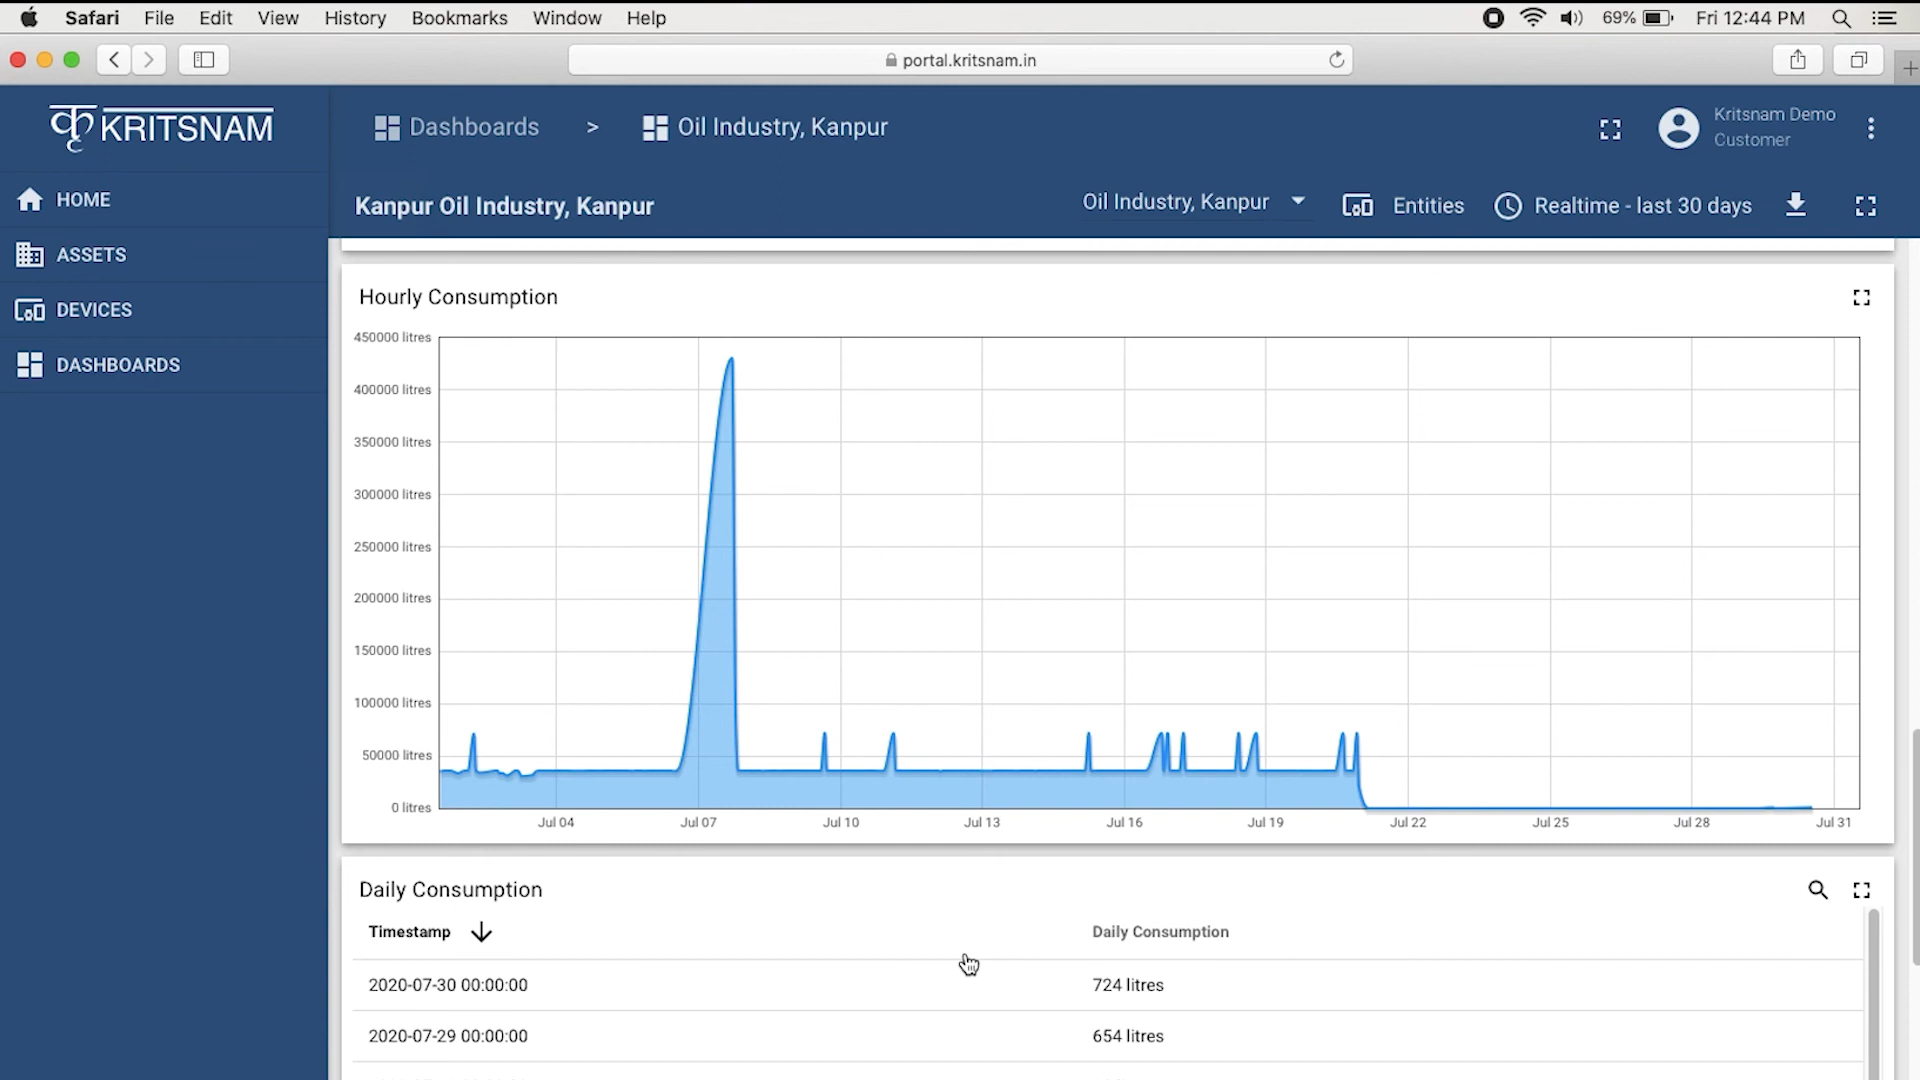 Safari File Edit View History Bookmarks Window Help 69% Fri 12:44 PM
portal.kritsnam.in
कृ KRITSNAM
Dashboards > Oil Industry, Kanpur
Kritsnam Demo
Customer
HOME
ASSETS
DEVICES
DASHBOARDS
Kanpur Oil Industry, Kanpur
Oil Industry, Kanpur Entities Realtime - last 30 days
Hourly Consumption
450000 litres
400000 litres
350000 litres
300000 litres
250000 litres
200000 litres
150000 litres
100000 litres
50000 litres
0 litres
Jul 04 Jul 07 Jul 10 Jul 13 Jul 16 Jul 19 Jul 22 Jul 25 Jul 28 Jul 31
Daily Consumption
Timestamp Daily Consumption
2020-07-30 00:00:00 724 litres
2020-07-29 00:00:00 654 litres